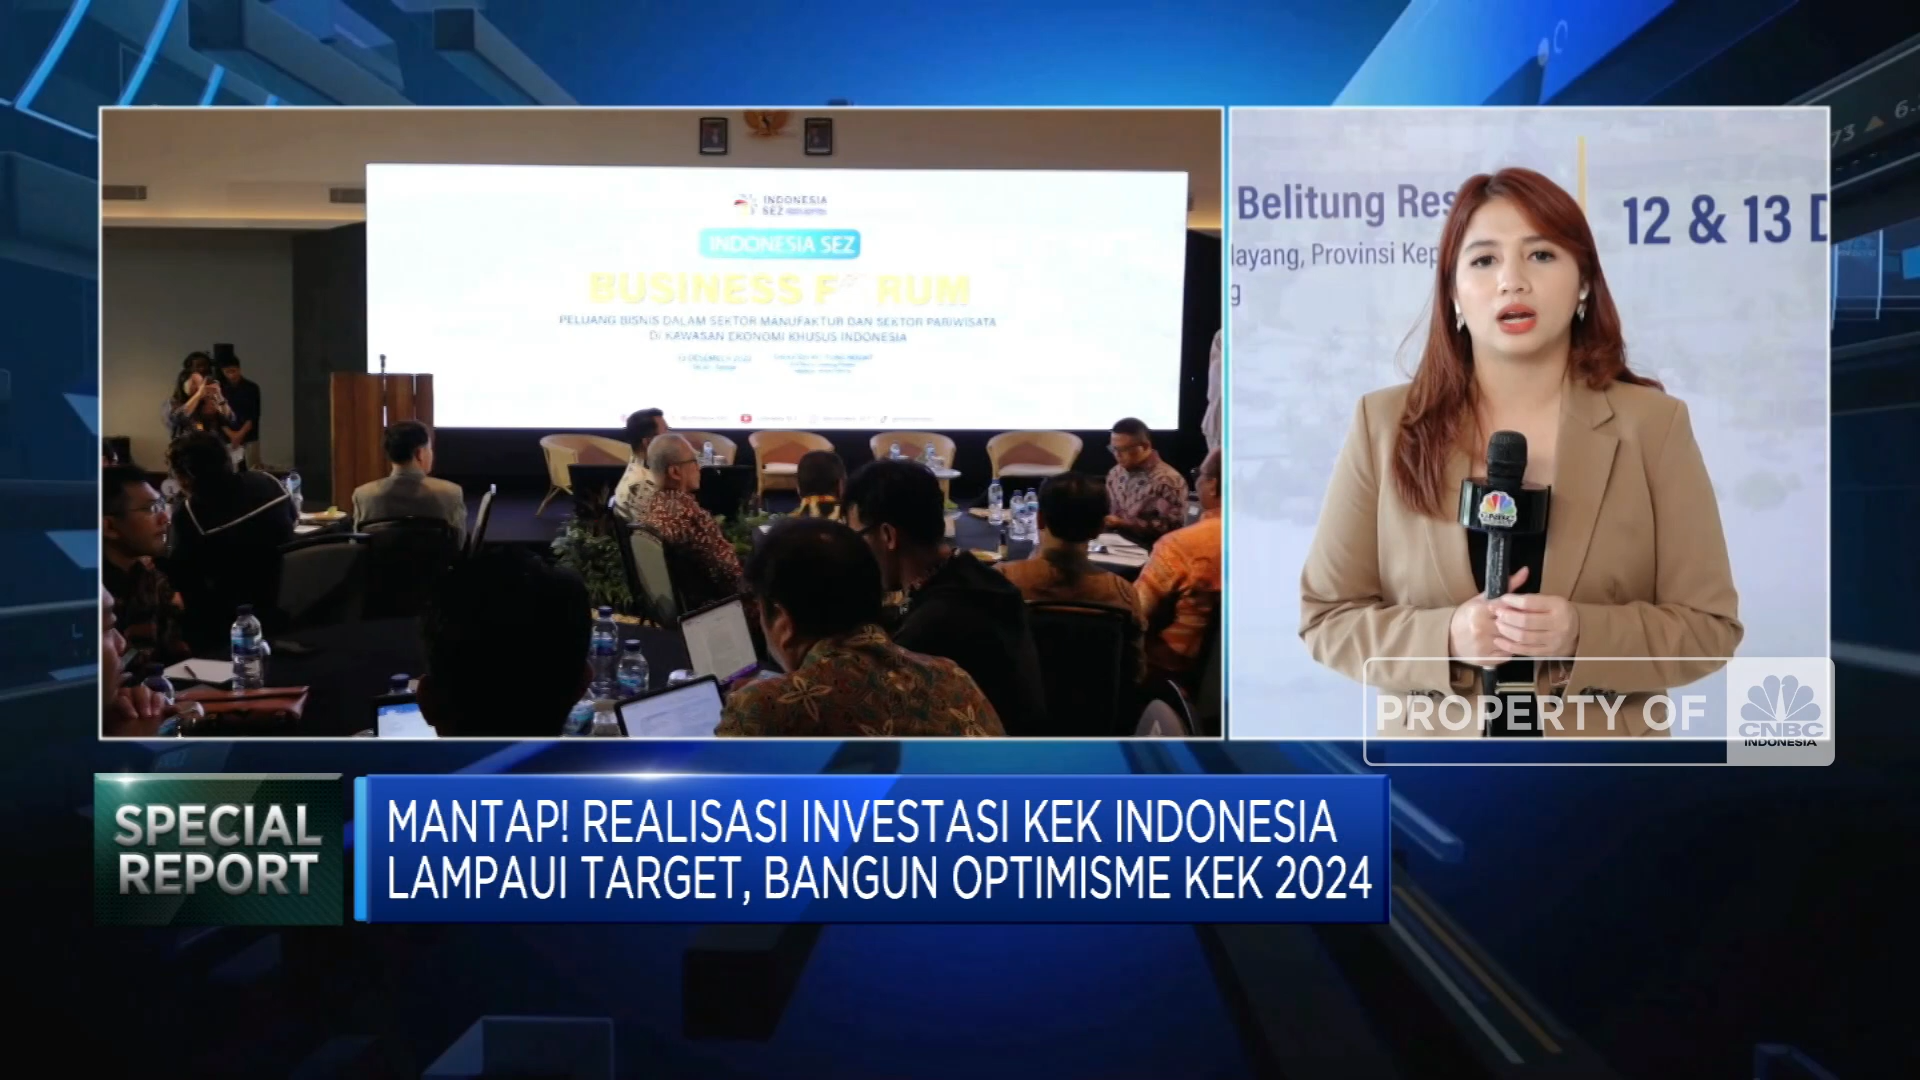 INDONESIA
SEZ
INDONESIA SEZ
BUSINESS F RUM
PELUANG BISNIS DALAM SEKTOR MANUFAKTUR DAN SEKTOR PARIWISATA
DI KAWASAN EKONOMI KHUSUS INDONESIA
Belitung Res
layang, Provinsi Kep
g
12 & 13 D
73 ▲ 6.
CNBC
PROPERTY OF
CNBC
INDONESIA
SPECIAL
REPORT
MANTAP! REALISASI INVESTASI KEK INDONESIA
LAMPAUI TARGET, BANGUN OPTIMISME KEK 2024